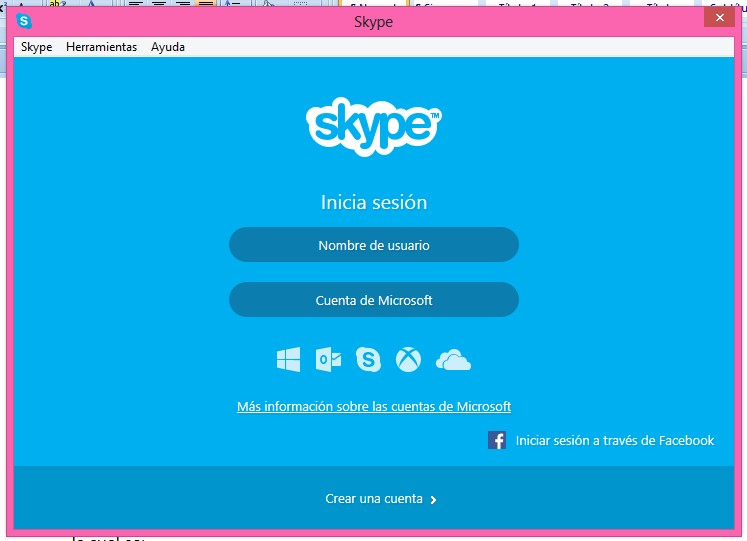 Skype
Skype Herramientas Ayuda
skype™
Inicia sesión
Nombre de usuario
Cuenta de Microsoft
Más información sobre las cuentas de Microsoft
Iniciar sesión a través de Facebook
Crear una cuenta